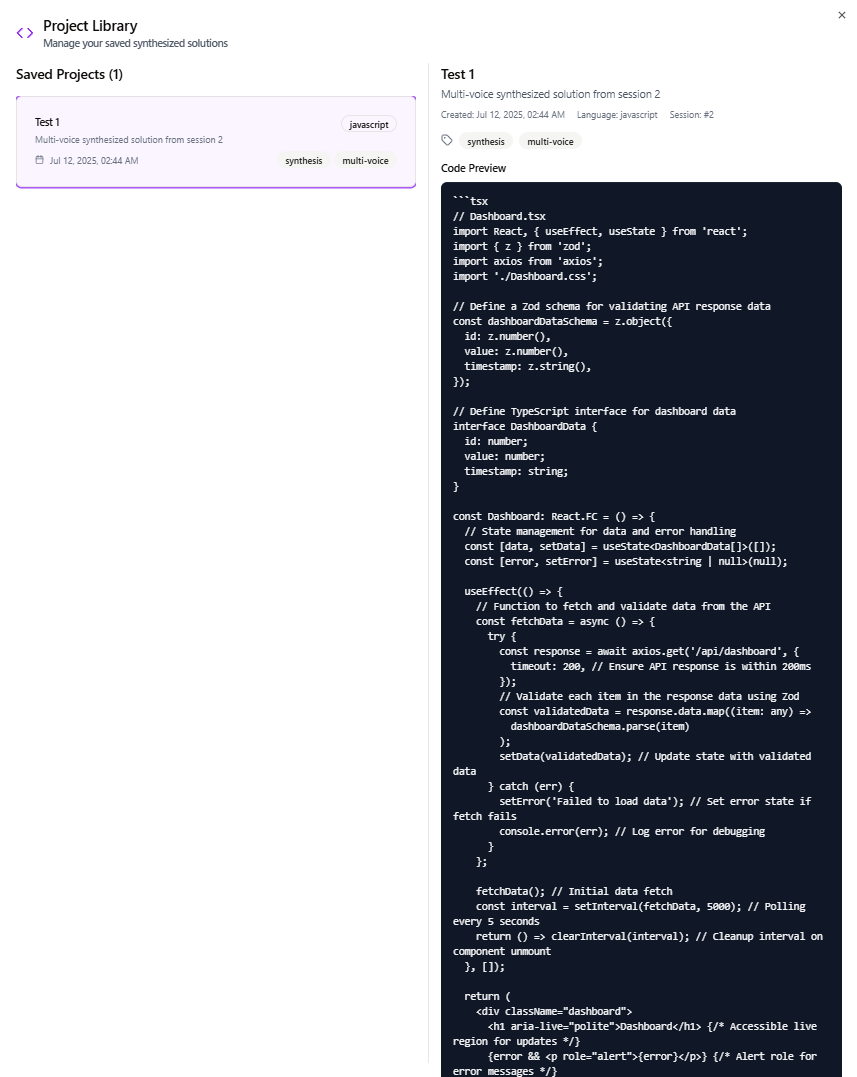 Project Library
Manage your saved synthesized solutions
Saved Projects (1)
Test 1
javascript
Multi-voice synthesized solution from session 2
Jul 12, 2025, 02:44 AM
synthesis
multi-voice
Test 1
Multi-voice synthesized solution from session 2
Created: Jul 12, 2025, 02:44 AM Language: javascript Session: #2
synthesis
multi-voice
Code Preview
```tsx
// Dashboard.tsx
import React, { useEffect, useState } from 'react';
import { z } from 'zod';
import axios from 'axios';
import './Dashboard.css';

// Define a Zod schema for validating API response data
const dashboardDataSchema = z.object({
  id: z.number(),
  value: z.number(),
  timestamp: z.string(),
});

// Define TypeScript interface for dashboard data
interface DashboardData {
  id: number;
  value: number;
  timestamp: string;
}

const Dashboard: React.FC = () => {
  // State management for data and error handling
  const [data, setData] = useState<DashboardData[]>([]);
  const [error, setError] = useState<string | null>(null);

  useEffect(() => {
    // Function to fetch and validate data from the API
    const fetchData = async () => {
      try {
        const response = await axios.get('/api/dashboard', {
          timeout: 200, // Ensure API response is within 200ms
        });
        // Validate each item in the response data using Zod
        const validatedData = response.data.map((item: any) =>
          dashboardDataSchema.parse(item)
        );
        setData(validatedData); // Update state with validated
data
      } catch (err) {
        setError('Failed to load data'); // Set error state if
fetch fails
        console.error(err); // Log error for debugging
      }
    };

    fetchData(); // Initial data fetch
    const interval = setInterval(fetchData, 5000); // Polling
every 5 seconds
    return () => clearInterval(interval); // Cleanup interval on
component unmount
  }, []);

  return (
    <div className="dashboard">
      <h1 aria-live="polite">Dashboard</h1> {/* Accessible live
region for updates */}
      {error && <p role="alert">{error}</p>} {/* Alert role for
error messages */}